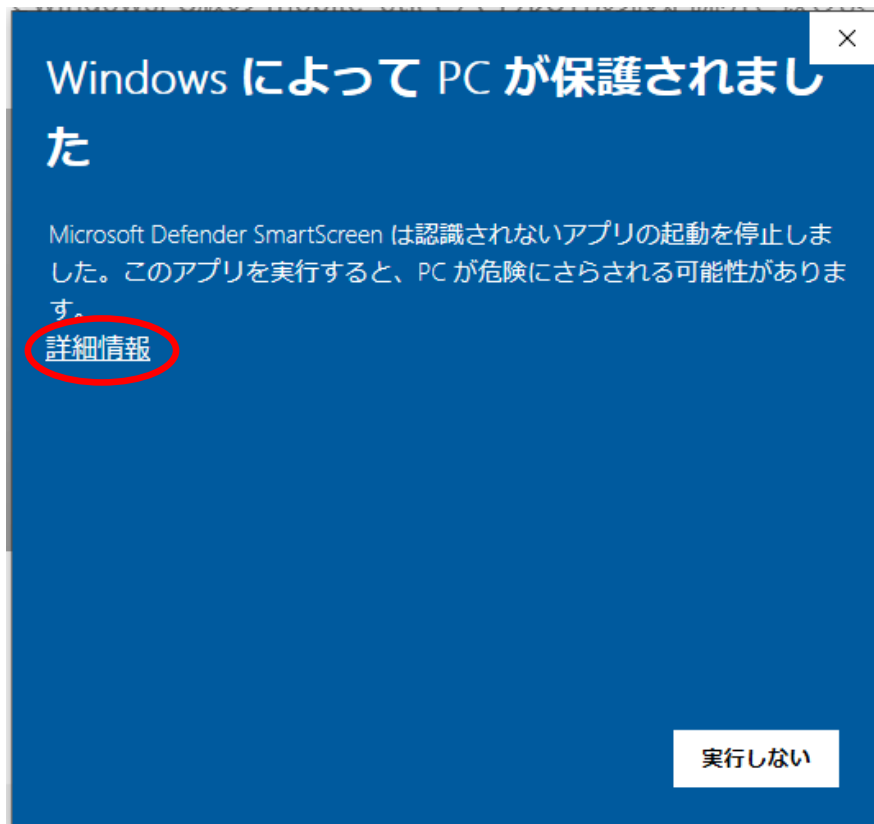 Windows によって PC が保護されまし
た
Microsoft Defender SmartScreen は認識されないアプリの起動を停止しま
した。このアプリを実行すると、PC が危険にさらされる可能性がありま
す。
詳細情報
実行しない